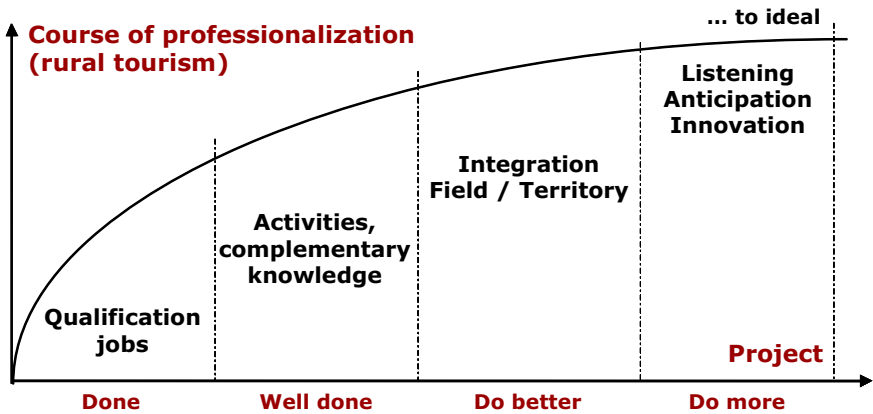 ... to ideal
Course of professionalization
(rural tourism)
Listening
Anticipation
Innovation
Integration
Field / Territory
Activities,
complementary
knowledge
Qualification
jobs
Project
Done
Well done
Do better
Do more